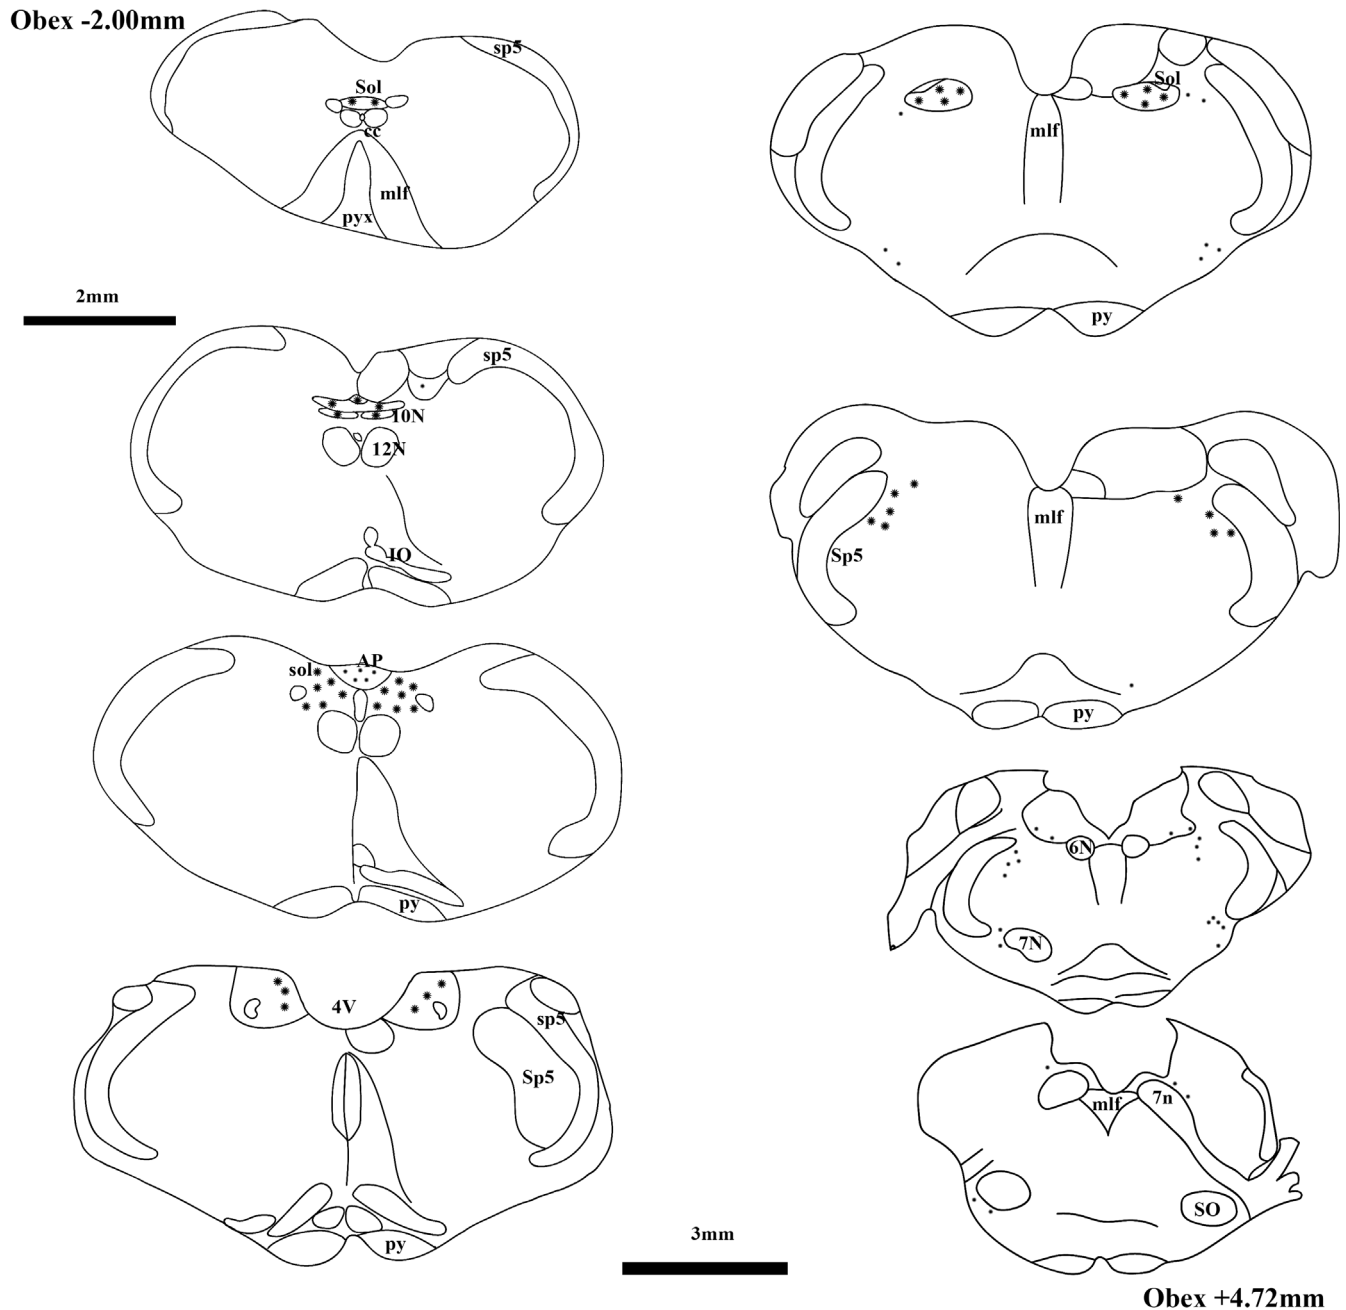 Obex -2.00mm
sp5
Sol
cc
mlf
pyx
2mm
sp5
10N
12N
IO
sol
AP
py
4V
sp5
Sp5
py
Sol
mlf
py
mlf
Sp5
py
6N
7N
mlf
7n
SO
3mm
Obex +4.72mm